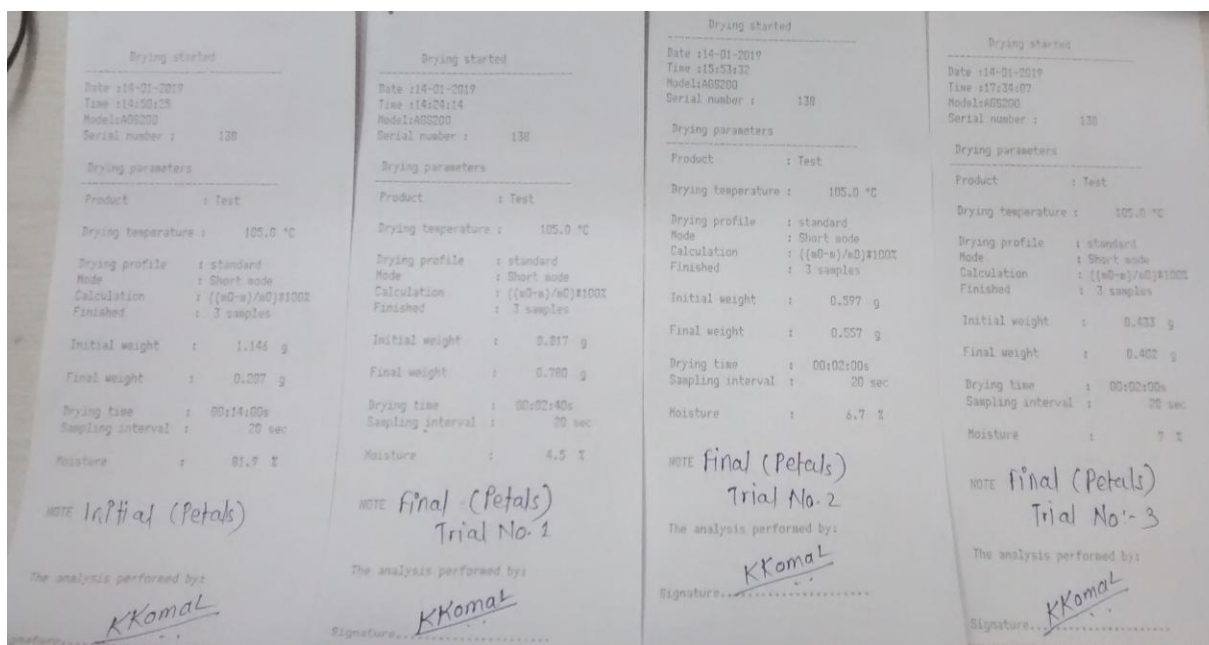 Drying started
Date :14-01-2019
Time :14:50:25
Model:AGS200
Serial number : 138
Drying parameters
Product : Test
Drying temperature : 105.0 °C
Drying profile : standard
Mode : Short mode
Calculation : ((m0-m)/m0)*100%
Finished : 3 samples
Initial weight : 1.146 g
Final weight : 0.207 g
Drying time : 00:14:00s
Sampling interval : 20 sec
Moisture : 81.9 %
NOTE Initial (Petals)
The analysis performed by:
KKomaL
Drying started
Date :14-01-2019
Time :14:24:14
Model:AGS200
Serial number : 138
Drying parameters
Product : Test
Drying temperature : 105.0 °C
Drying profile : standard
Mode : Short mode
Calculation : ((m0-m)/m0)*100%
Finished : 3 samples
Initial weight : 0.817 g
Final weight : 0.780 g
Drying time : 00:02:40s
Sampling interval : 20 sec
Moisture : 4.5 %
NOTE Final (Petals)
Trial No. 1
The analysis performed by:
Signature... KKomaL
Drying started
Date :14-01-2019
Time :15:53:32
Model:AGS200
Serial number : 138
Drying parameters
Product : Test
Drying temperature : 105.0 °C
Drying profile : standard
Mode : Short mode
Calculation : ((m0-m)/m0)*100%
Finished : 3 samples
Initial weight : 0.597 g
Final weight : 0.557 g
Drying time : 00:02:00s
Sampling interval : 20 sec
Moisture : 6.7 %
NOTE Final (Petals)
Trial No. 2
The analysis performed by:
Signature... KKomaL
Drying started
Date :14-01-2019
Time :17:34:07
Model:AGS200
Serial number : 138
Drying parameters
Product : Test
Drying temperature : 105.0 °C
Drying profile : standard
Mode : Short mode
Calculation : ((m0-m)/m0)*100%
Finished : 3 samples
Initial weight : 0.433 g
Final weight : 0.402 g
Drying time : 00:02:00s
Sampling interval : 20 sec
Moisture : 7 %
NOTE Final (Petals)
Trial No:- 3
The analysis performed by:
Signature... KKomaL